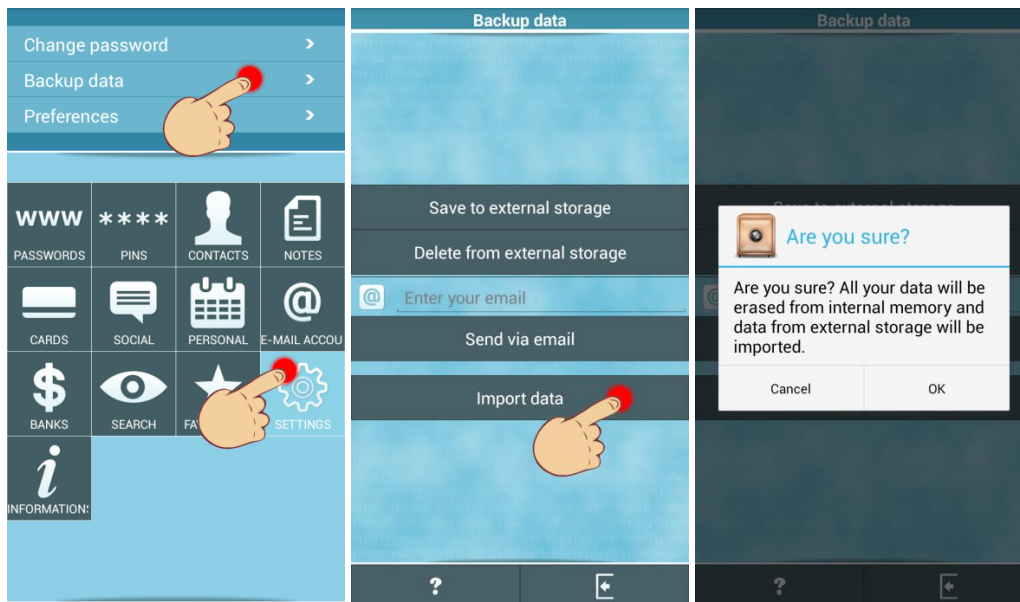 Change password
Backup data
Preferences
www
****
PASSWORDS
PINS
CONTACTS
NOTES
CARDS
SOCIAL
PERSONAL
E-MAIL ACCOU
$
BANKS
SEARCH
FA
SETTINGS
i
INFORMATION
Backup data
Save to external storage
Delete from external storage
@ Enter your email
Send via email
Import data
?
Backup data
Are you sure?
Are you sure? All your data will be
erased from internal memory and
data from external storage will be
imported.
Cancel
OK
?